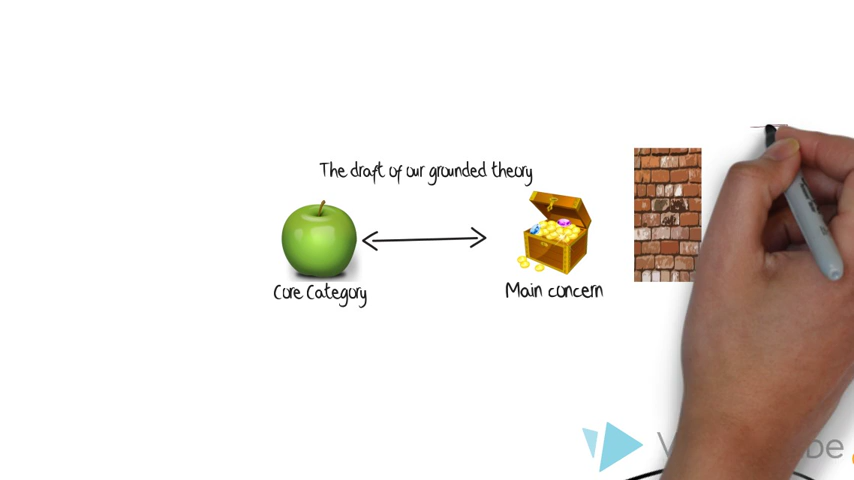 The draft of our grounded theory
Core Category
Main concern